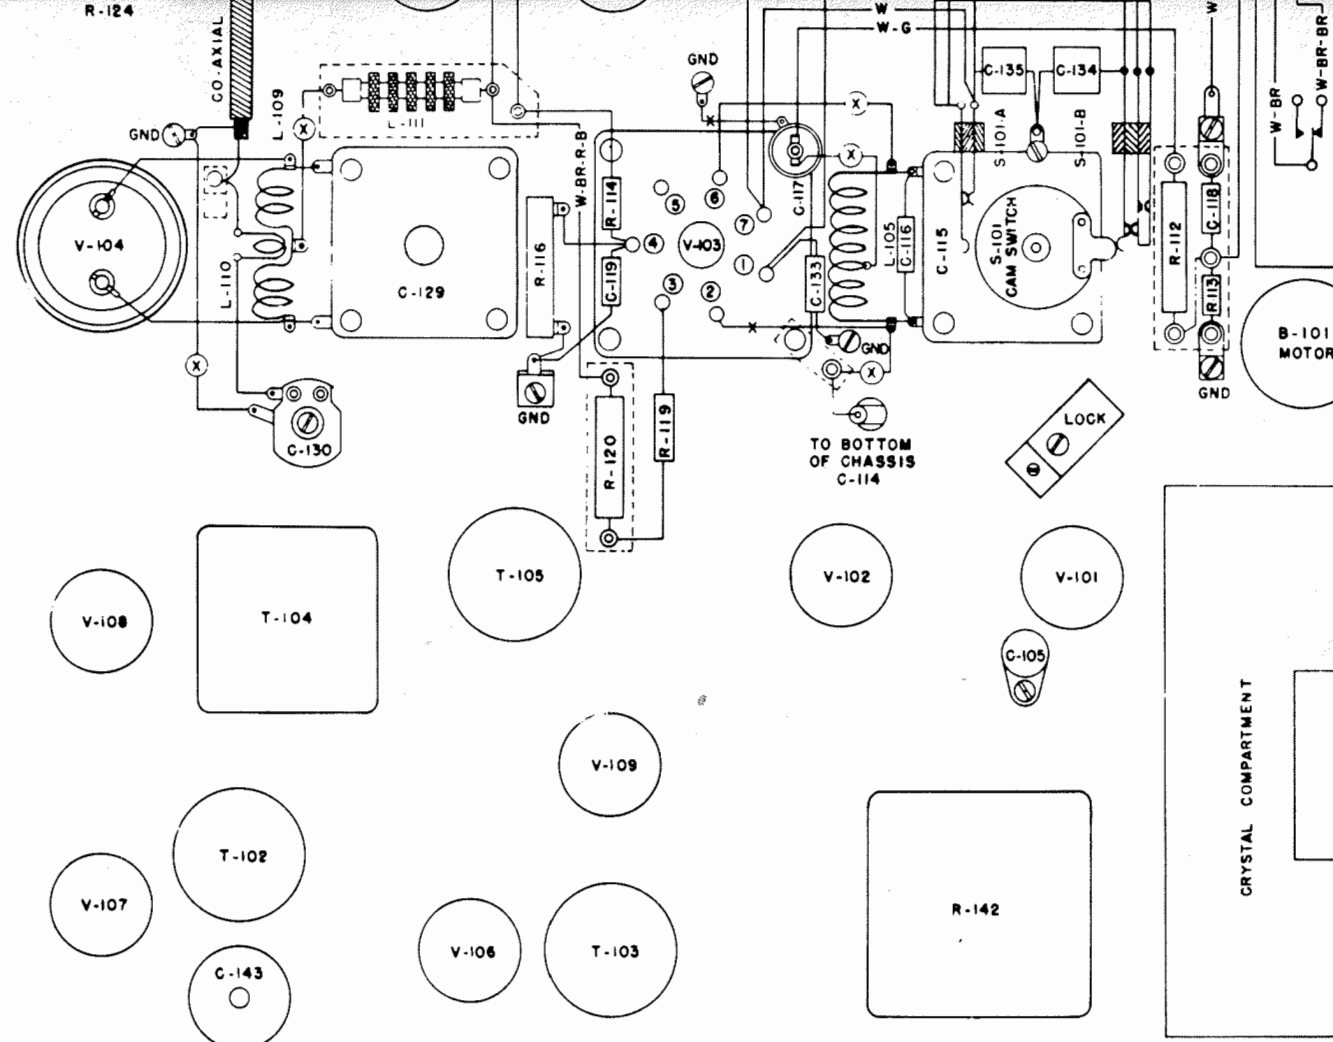 R-124
CO-AXIAL
GND
L-109
X
L-111
W-BR-R-B
GND
X
W
W-G
X
X
C-135
C-134
S-101-A
S-101-B
W
W-BR
W-BR-BR
V-104
L-110
C-129
R-116
R-114
C-119
5
6
7
4
V-103
1
3
2
X
C-117
C-133
L-105
C-116
C-115
S-101
CAM SWITCH
R-112
C-118
R-113
GND
B-101
MOTOR
X
GND
X
C-130
GND
R-120
R-119
TO BOTTOM
OF CHASSIS
C-114
LOCK
V-108
T-104
T-105
V-102
V-101
C-105
V-109
CRYSTAL COMPARTMENT
T-102
V-107
C-143
V-106
T-103
R-142